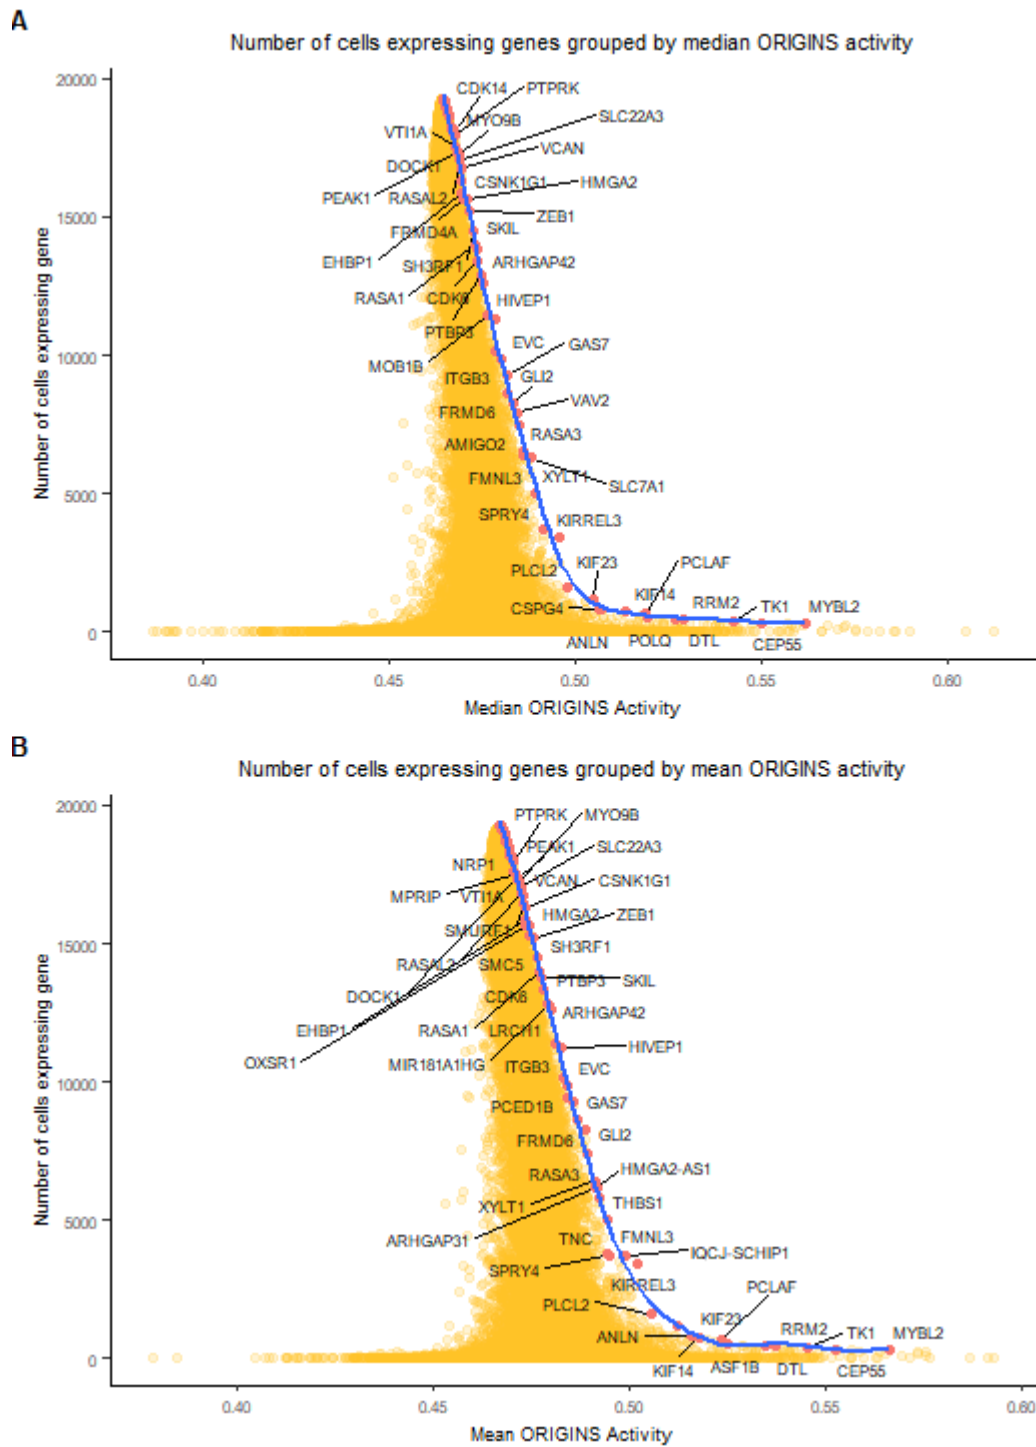 A
Number of cells expressing genes grouped by median ORIGINS activity
20000
15000
10000
5000
0
Number of cells expressing gene
CDK14
PTPRK
MYO9B
SLC22A3
VTI1A
VCAN
DOCK1
CSNK1G1
HMGA2
PEAK1
RASAL2
ZEB1
FRMD4A
SKIL
EHBP1
SH3RF1
ARHGAP42
RASA1
CDK6
HIVEP1
PTBP3
EVC
GAS7
MOB1B
ITGB3
GLI2
FRMD6
VAV2
AMIGO2
RASA3
FMNL3
XYLT1
SLC7A1
SPRY4
KIRREL3
PLCL2
KIF23
PCLAF
CSPG4
KIF14
RRM2
TK1
MYBL2
ANLN
POLQ
DTL
CEP55
0.40
0.45
0.50
0.55
0.60
Median ORIGINS Activity
B
Number of cells expressing genes grouped by mean ORIGINS activity
20000
15000
10000
5000
0
Number of cells expressing gene
PTPRK
MYO9B
PEAK1
SLC22A3
NRP1
VCAN
CSNK1G1
MPRIP
VTI1A
HMGA2
ZEB1
SMURF1
SH3RF1
RASAL2
SMC5
PTBP3
SKIL
DOCK1
CDK6
ARHGAP42
EHBP1
RASA1
LRCH1
HIVEP1
OXSR1
MIR181A1HG
ITGB3
EVC
PCED1B
GAS7
FRMD6
GLI2
RASA3
HMGA2-AS1
XYLT1
THBS1
ARHGAP31
TNC
FMNL3
IQCJ-SCHIP1
SPRY4
KIRREL3
PCLAF
PLCL2
KIF23
ANLN
RRM2
TK1
MYBL2
KIF14
ASF1B
DTL
CEP55
0.40
0.45
0.50
0.55
0.60
Mean ORIGINS Activity